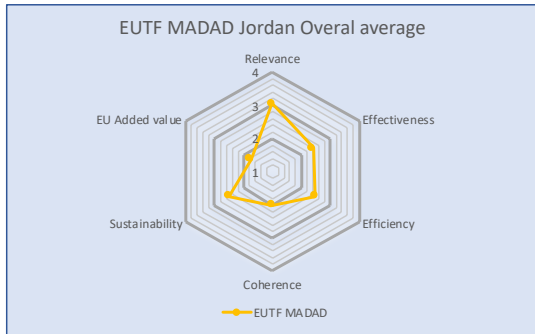 EUTF MADAD Jordan Overal average
Relevance
4
3
EU Added value
Effectiveness
2
1
Sustainability
Efficiency
Coherence
EUTF MADAD